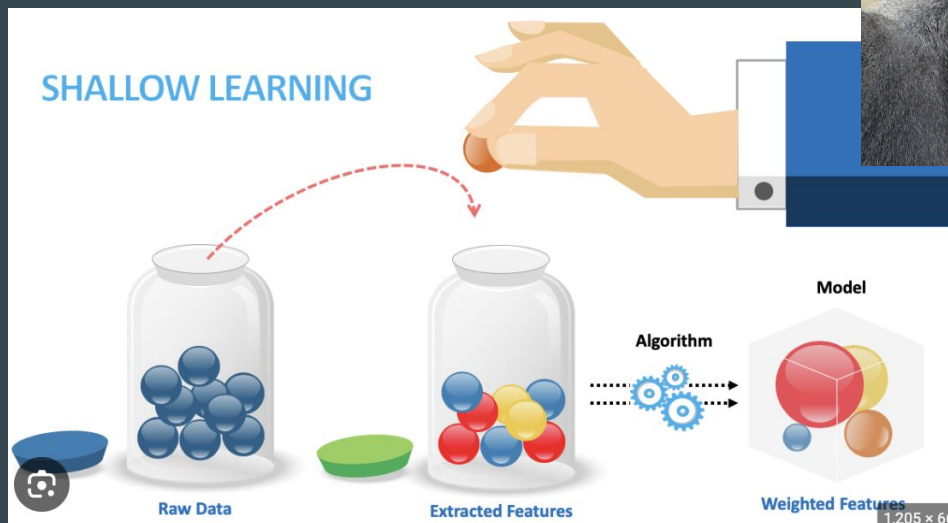 SHALLOW LEARNING
Model
Algorithm
Raw Data
Extracted Features
Weighted Features